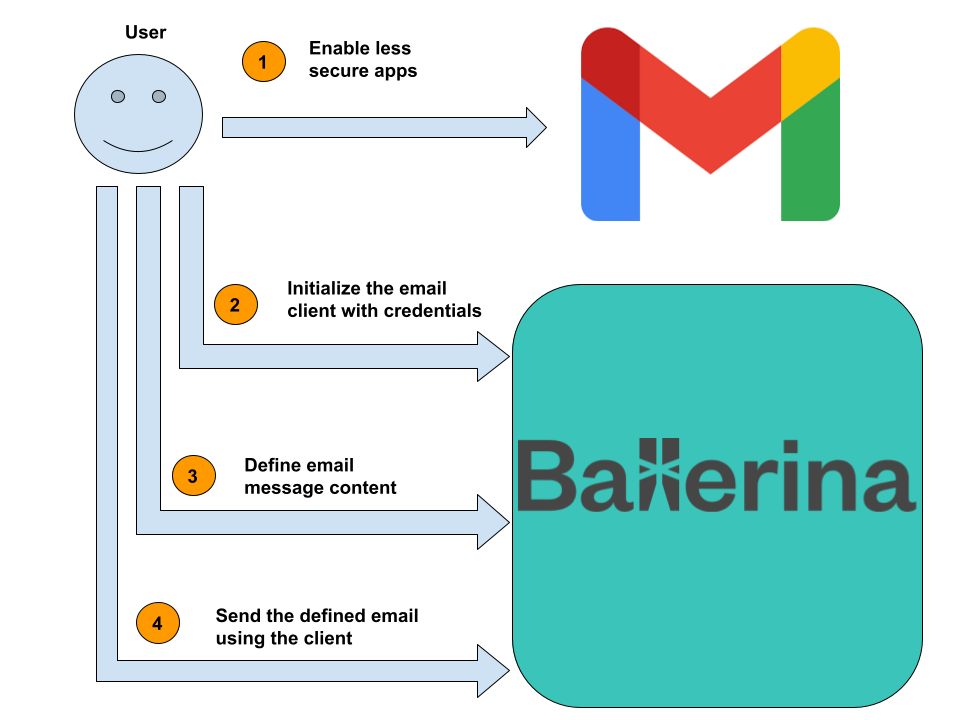 User
1
Enable less
secure apps
2
Initialize the email
client with credentials
Ballerina
3
Define email
message content
4
Send the defined email
using the client